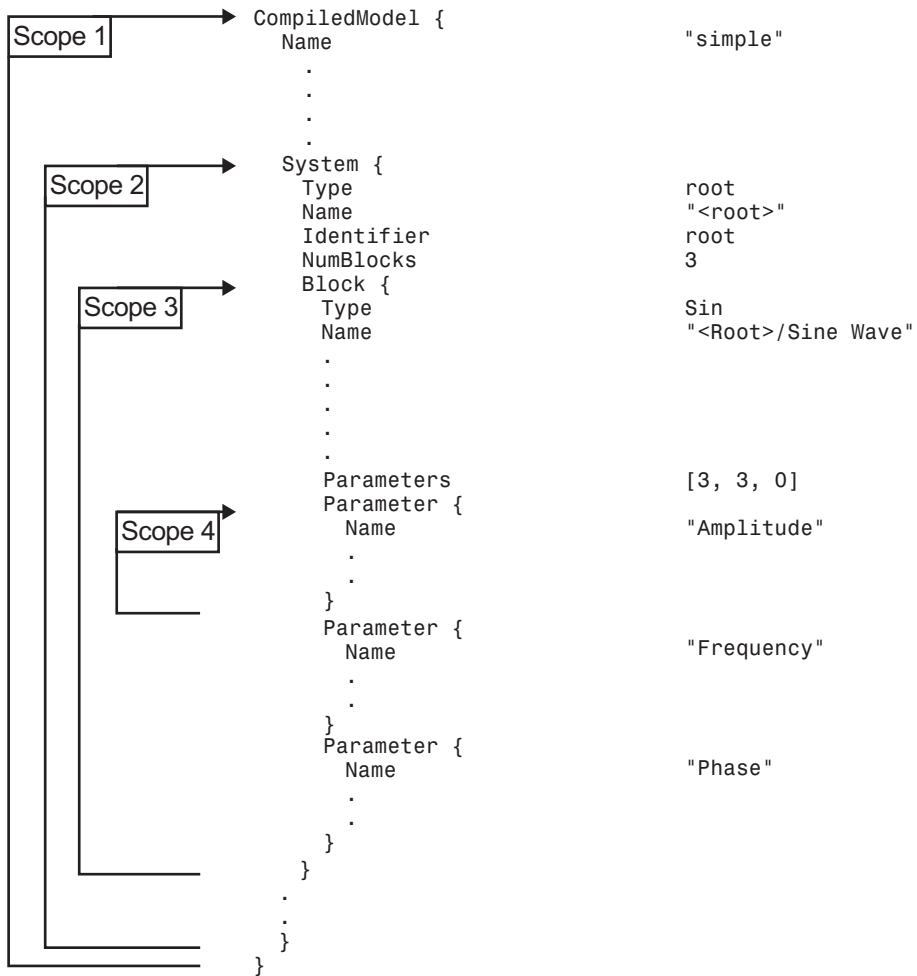 Scope 1 CompiledModel {
Name "simple"
.
.
.
.
Scope 2 System {
Type root
Name "<root>"
Identifier root
NumBlocks 3
Scope 3 Block {
Type Sin
Name "<Root>/Sine Wave"
.
.
.
.
.
Parameters [3, 3, 0]
Scope 4 Parameter {
Name "Amplitude"
.
.
}
Parameter {
Name "Frequency"
.
.
}
Parameter {
Name "Phase"
.
.
}
}
.
.
}
}